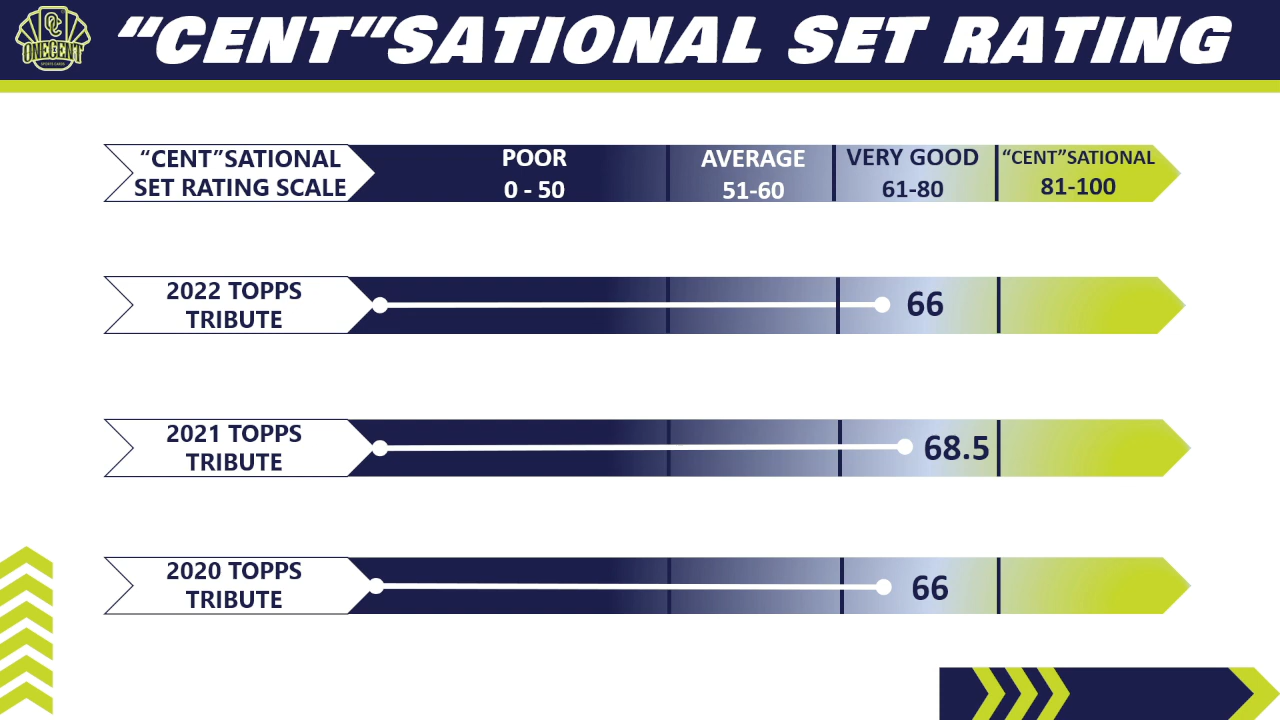 “CENT”SATIONAL SET RATING
ONECENT
SPORTS CARDS
“CENT”SATIONAL
SET RATING SCALE
POOR
0 - 50
AVERAGE
51-60
VERY GOOD
61-80
“CENT”SATIONAL
81-100
2022 TOPPS
TRIBUTE
66
2021 TOPPS
TRIBUTE
68.5
2020 TOPPS
TRIBUTE
66